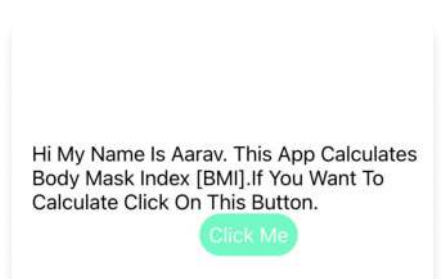 Hi My Name Is Aarav. This App Calculates
Body Mask Index [BMI].If You Want To
Calculate Click On This Button.
Click Me